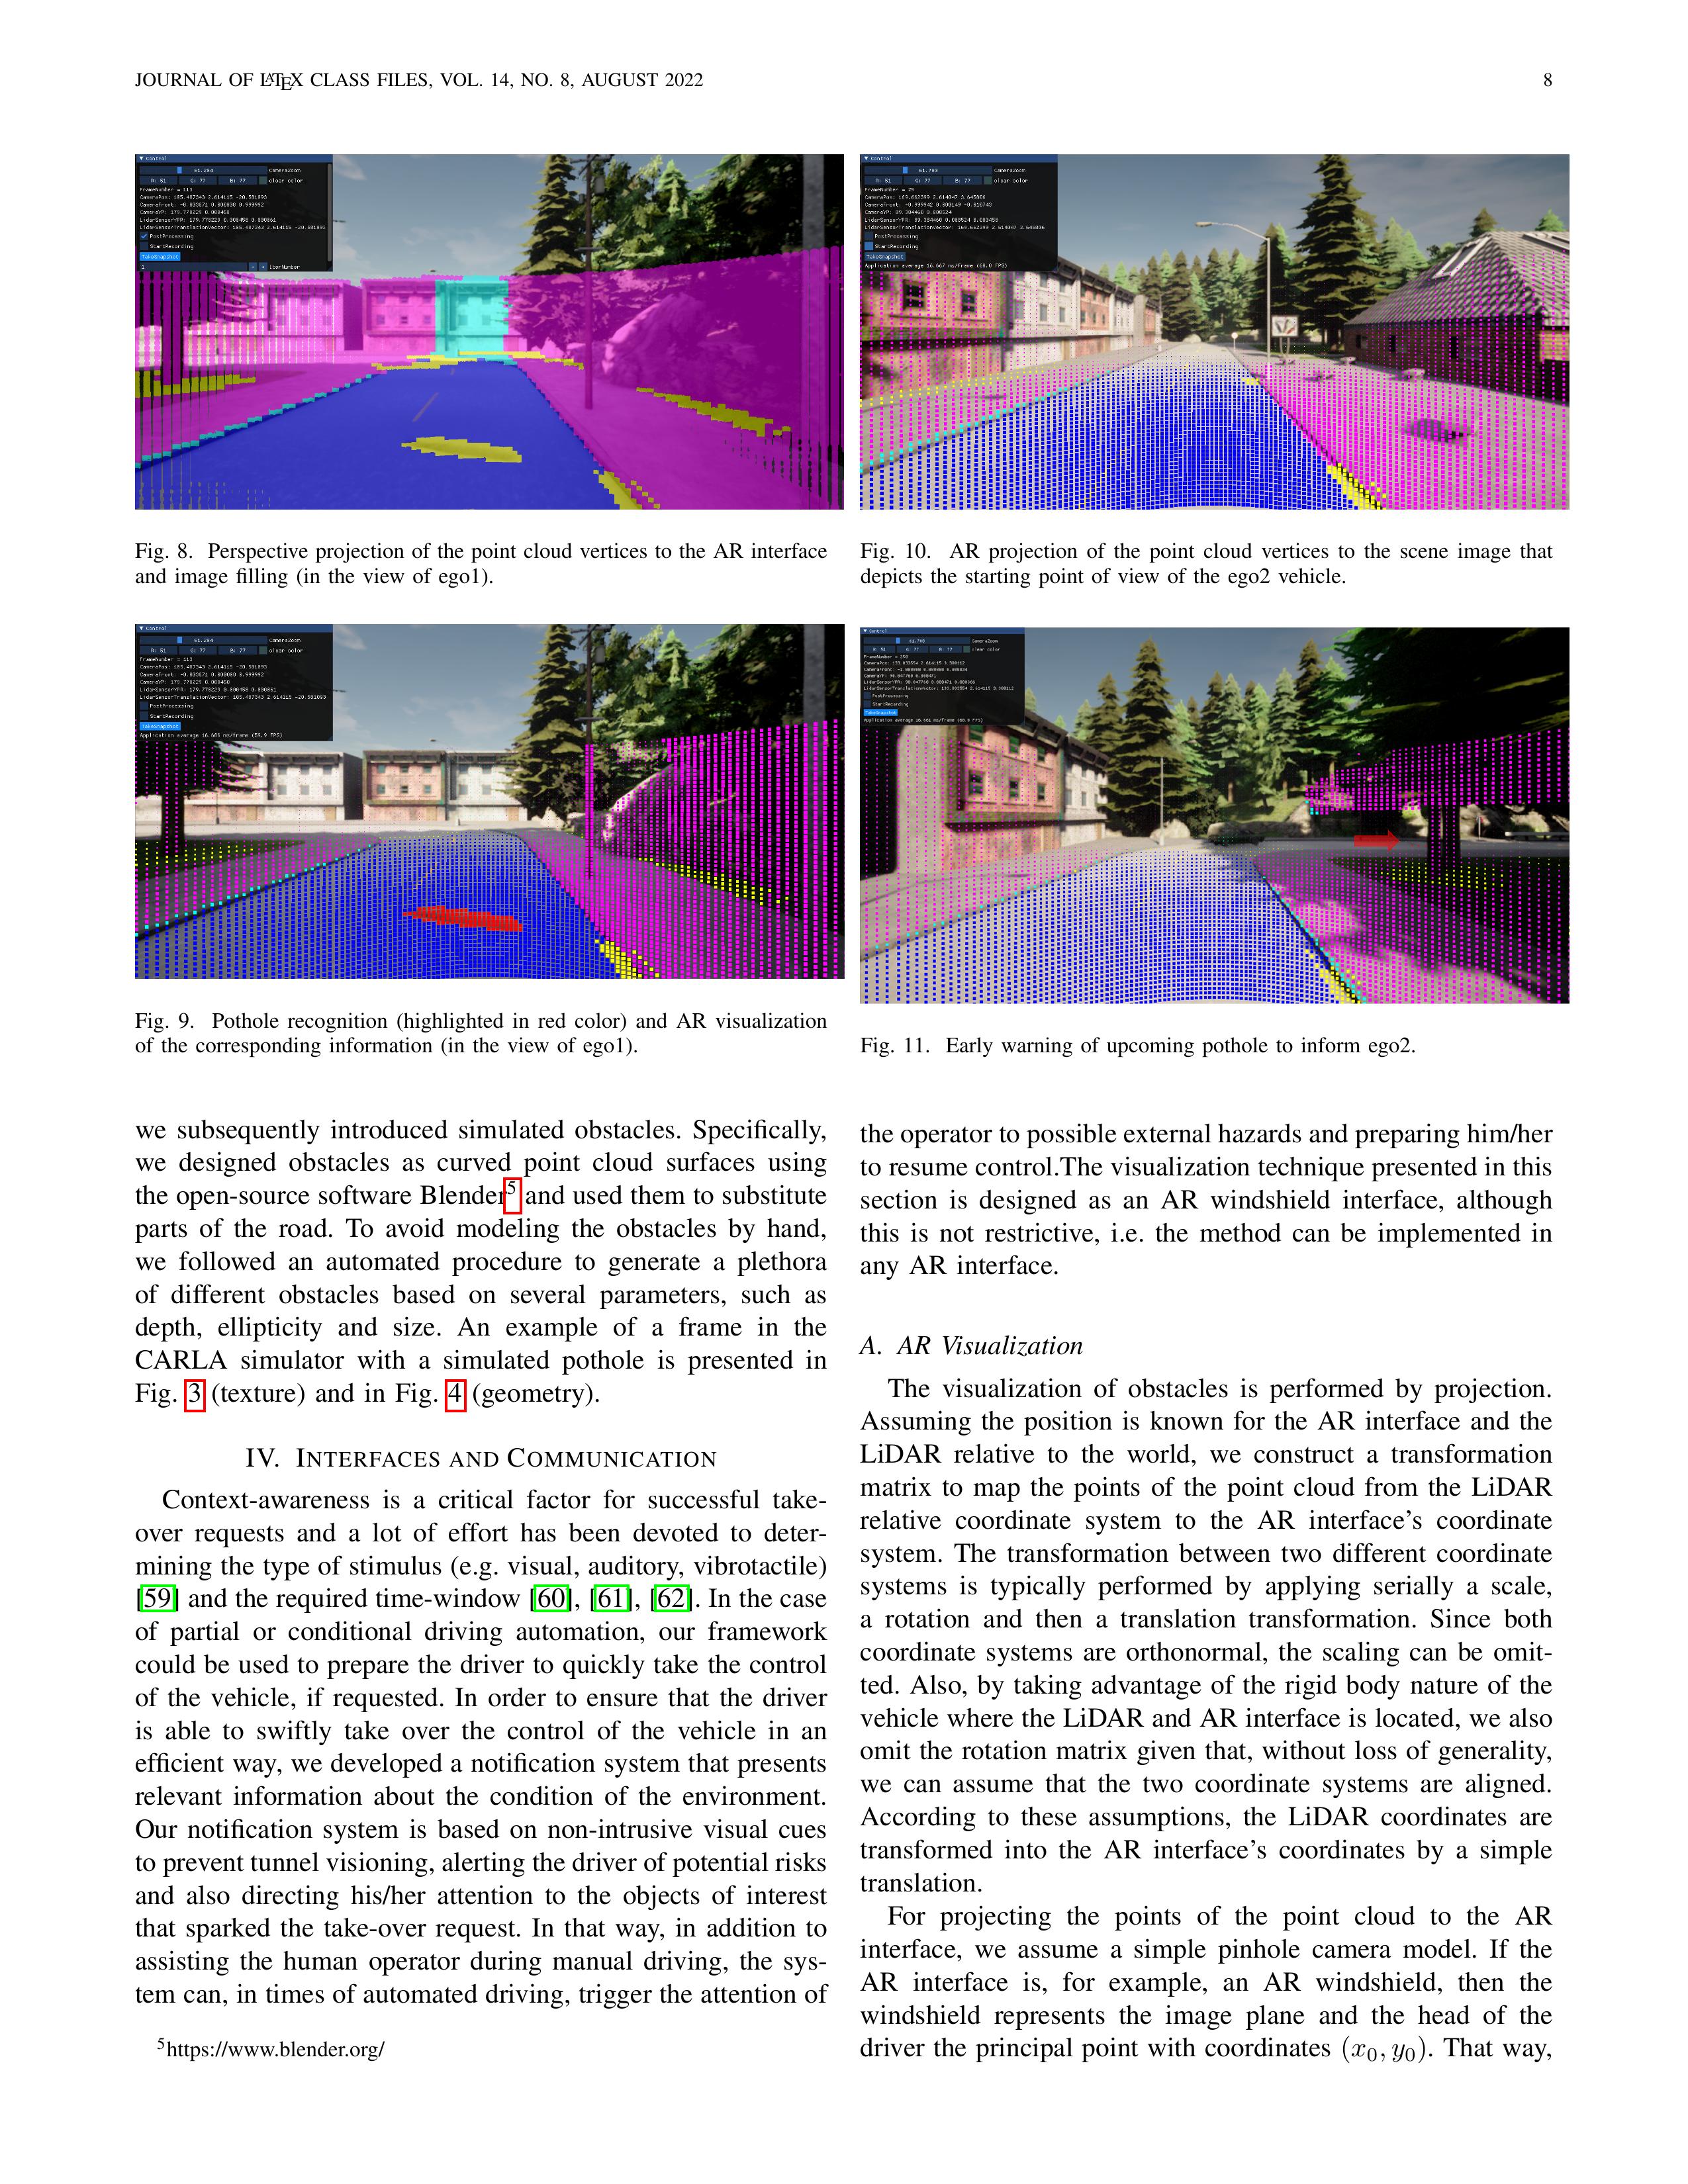 JOURNAL OF LATEX CLASS FILES, VOL. 14, NO. 8, AUGUST 2022
8
Fig. 8. Perspective projection of the point cloud vertices to the AR interface
and image filling (in the view of ego1).
Fig. 9. Pothole recognition (highlighted in red color) and AR visualization
of the corresponding information (in the view of ego1).
we subsequently introduced simulated obstacles. Specifically,
we designed obstacles as curved point cloud surfaces using
the open-source software Blender5 and used them to substitute
parts of the road. To avoid modeling the obstacles by hand,
we followed an automated procedure to generate a plethora
of different obstacles based on several parameters, such as
depth, ellipticity and size. An example of a frame in the
CARLA simulator with a simulated pothole is presented in
Fig. 3 (texture) and in Fig. 4 (geometry).
IV. INTERFACES AND COMMUNICATION
Context-awareness is a critical factor for successful take-
over requests and a lot of effort has been devoted to deter-
mining the type of stimulus (e.g. visual, auditory, vibrotactile)
[59] and the required time-window [60], [61], [62]. In the case
of partial or conditional driving automation, our framework
could be used to prepare the driver to quickly take the control
of the vehicle, if requested. In order to ensure that the driver
is able to swiftly take over the control of the vehicle in an
efficient way, we developed a notification system that presents
relevant information about the condition of the environment.
Our notification system is based on non-intrusive visual cues
to prevent tunnel visioning, alerting the driver of potential risks
and also directing his/her attention to the objects of interest
that sparked the take-over request. In that way, in addition to
assisting the human operator during manual driving, the sys-
tem can, in times of automated driving, trigger the attention of
5https://www.blender.org/
Fig. 10. AR projection of the point cloud vertices to the scene image that
depicts the starting point of view of the ego2 vehicle.
Fig. 11. Early warning of upcoming pothole to inform ego2.
the operator to possible external hazards and preparing him/her
to resume control.The visualization technique presented in this
section is designed as an AR windshield interface, although
this is not restrictive, i.e. the method can be implemented in
any AR interface.
A. AR Visualization
The visualization of obstacles is performed by projection.
Assuming the position is known for the AR interface and the
LiDAR relative to the world, we construct a transformation
matrix to map the points of the point cloud from the LiDAR
relative coordinate system to the AR interface's coordinate
system. The transformation between two different coordinate
systems is typically performed by applying serially a scale,
a rotation and then a translation transformation. Since both
coordinate systems are orthonormal, the scaling can be omit-
ted. Also, by taking advantage of the rigid body nature of the
vehicle where the LiDAR and AR interface is located, we also
omit the rotation matrix given that, without loss of generality,
we can assume that the two coordinate systems are aligned.
According to these assumptions, the LiDAR coordinates are
transformed into the AR interface's coordinates by a simple
translation.
For projecting the points of the point cloud to the AR
interface, we assume a simple pinhole camera model. If the
AR interface is, for example, an AR windshield, then the
windshield represents the image plane and the head of the
driver the principal point with coordinates (x0, y0). That way,